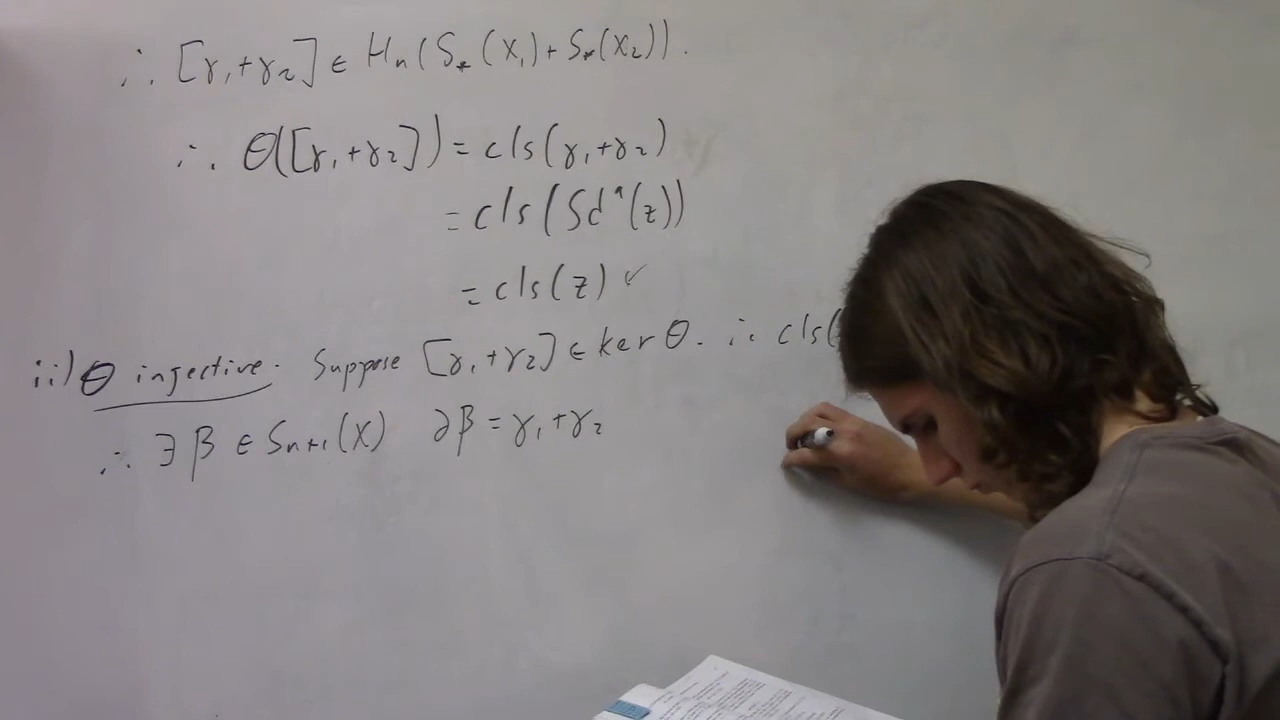 ∴ [γ₁+γ₂] ∈ Hₙ(S⁎(X₁)+S⁎(X₂)).
∴ θ([γ₁+γ₂]) = cls(γ₁+γ₂)
= cls(Sd^q(z))
= cls(z) ✓
ii) θ injective. Suppose [γ₁+γ₂] ∈ ker θ. i.e. cls(
∴ ∃ β ∈ Sₙ₊₁(X) ∂β = γ₁+γ₂